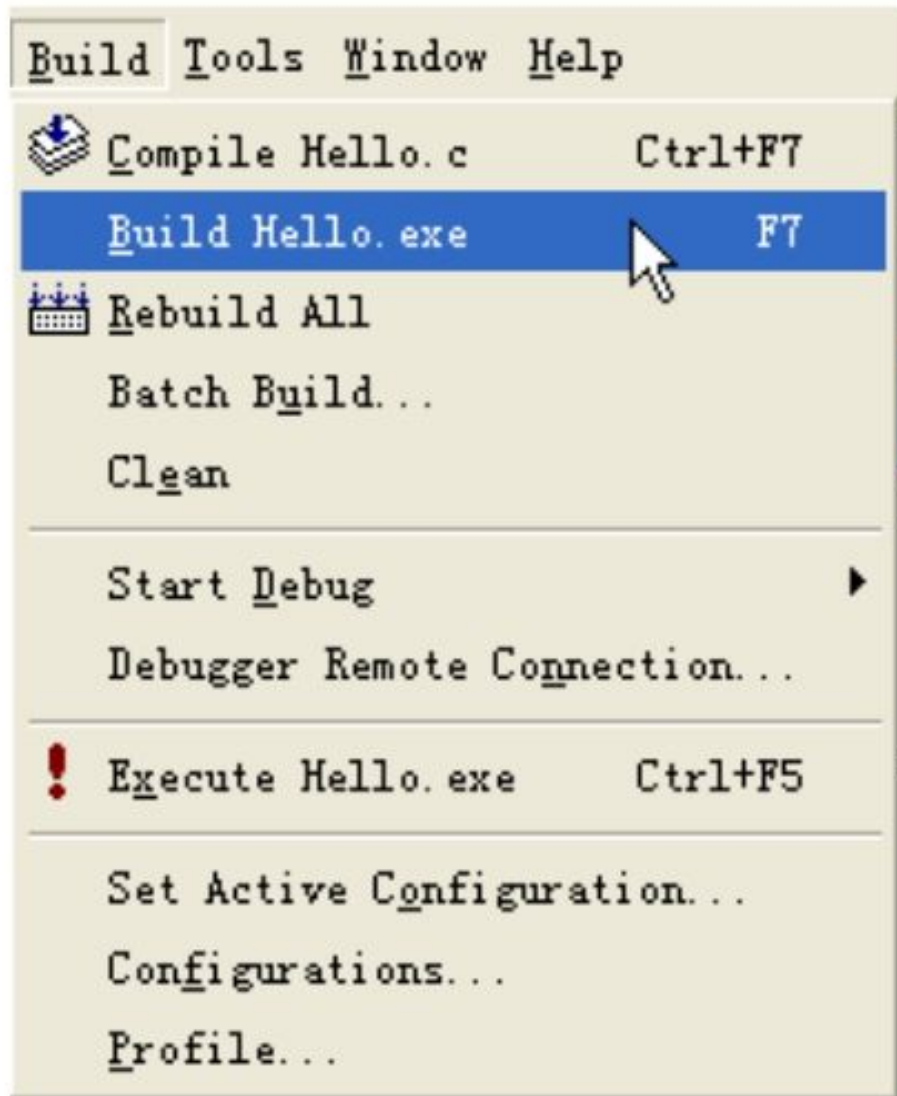 Build Tools Window Help
Compile Hello.c Ctrl+F7
Build Hello.exe F7
Rebuild All
Batch Build...
Clean
Start Debug
Debugger Remote Connection...
Execute Hello.exe Ctrl+F5
Set Active Configuration...
Configurations...
Profile...